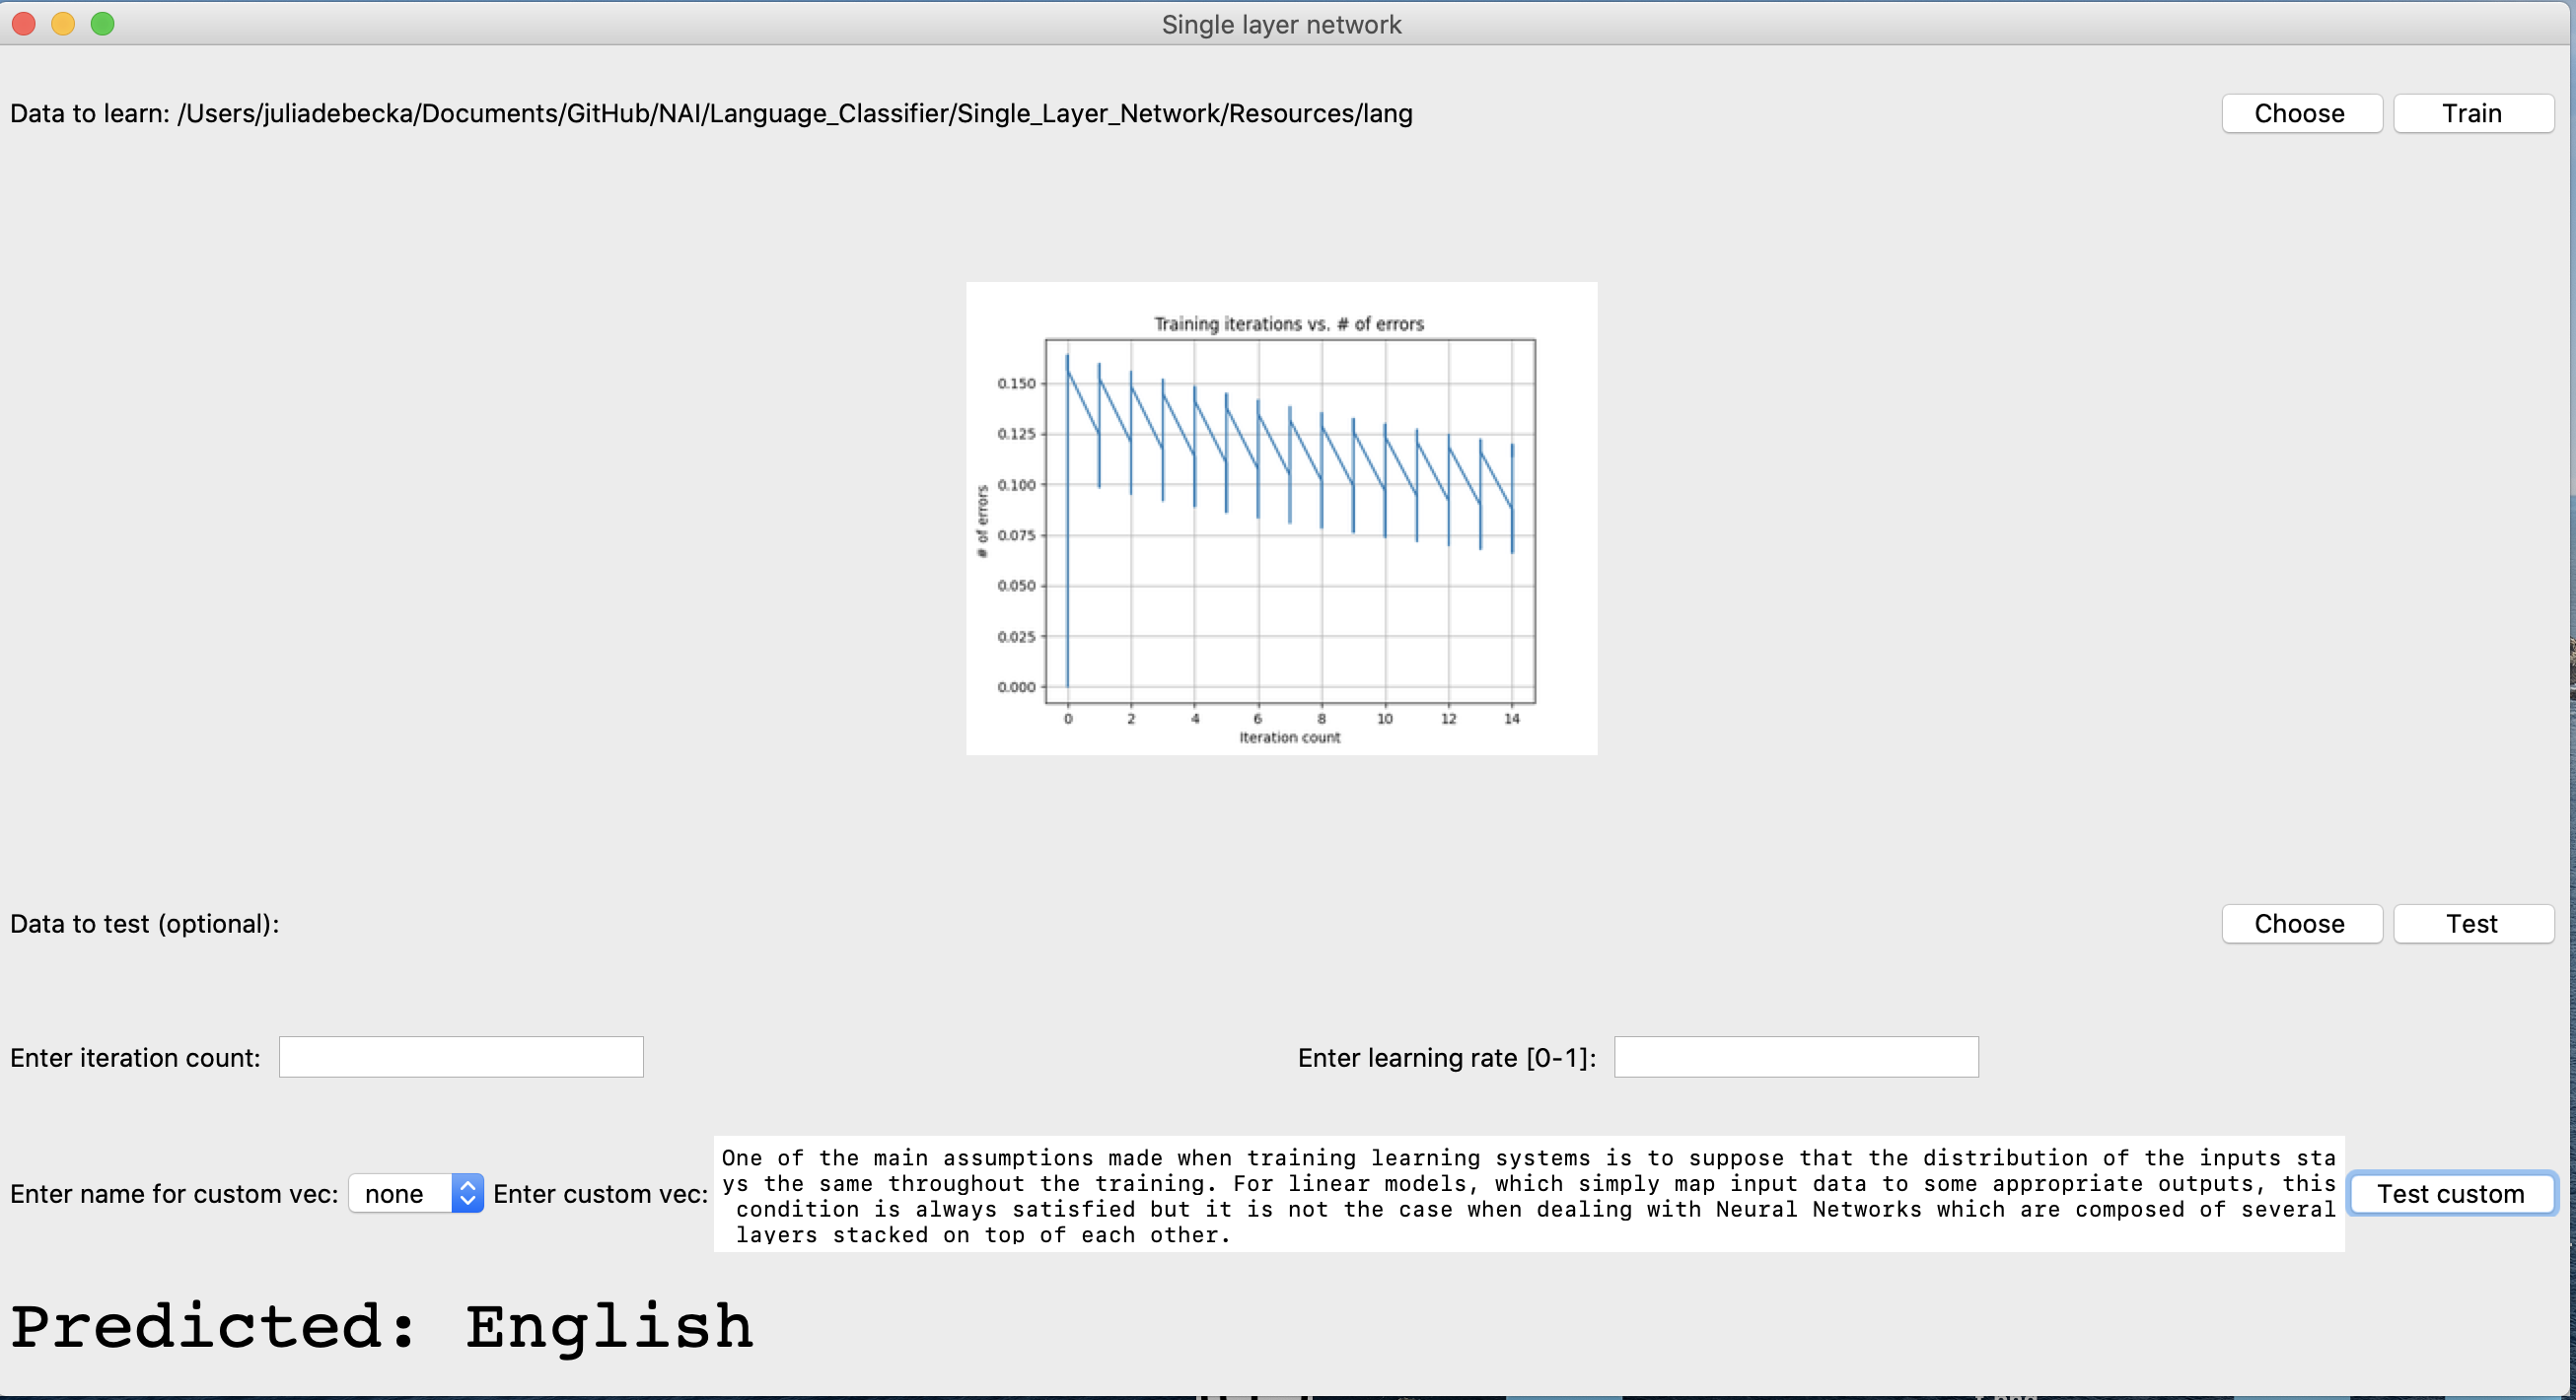 Single layer network
Data to learn: /Users/juliadebecka/Documents/GitHub/NAI/Language_Classifier/Single_Layer_Network/Resources/lang
Choose
Train
Training iterations vs. # of errors
0.150
0.125
0.100
0.075
0.050
0.025
0.000
# of errors
0 2 4 6 8 10 12 14
Iteration count
Data to test (optional):
Choose
Test
Enter iteration count:
Enter learning rate [0-1]:
Enter name for custom vec:
none
Enter custom vec:
One of the main assumptions made when training learning systems is to suppose that the distribution of the inputs sta
ys the same throughout the training. For linear models, which simply map input data to some appropriate outputs, this
condition is always satisfied but it is not the case when dealing with Neural Networks which are composed of several
layers stacked on top of each other.
Test custom
Predicted: English